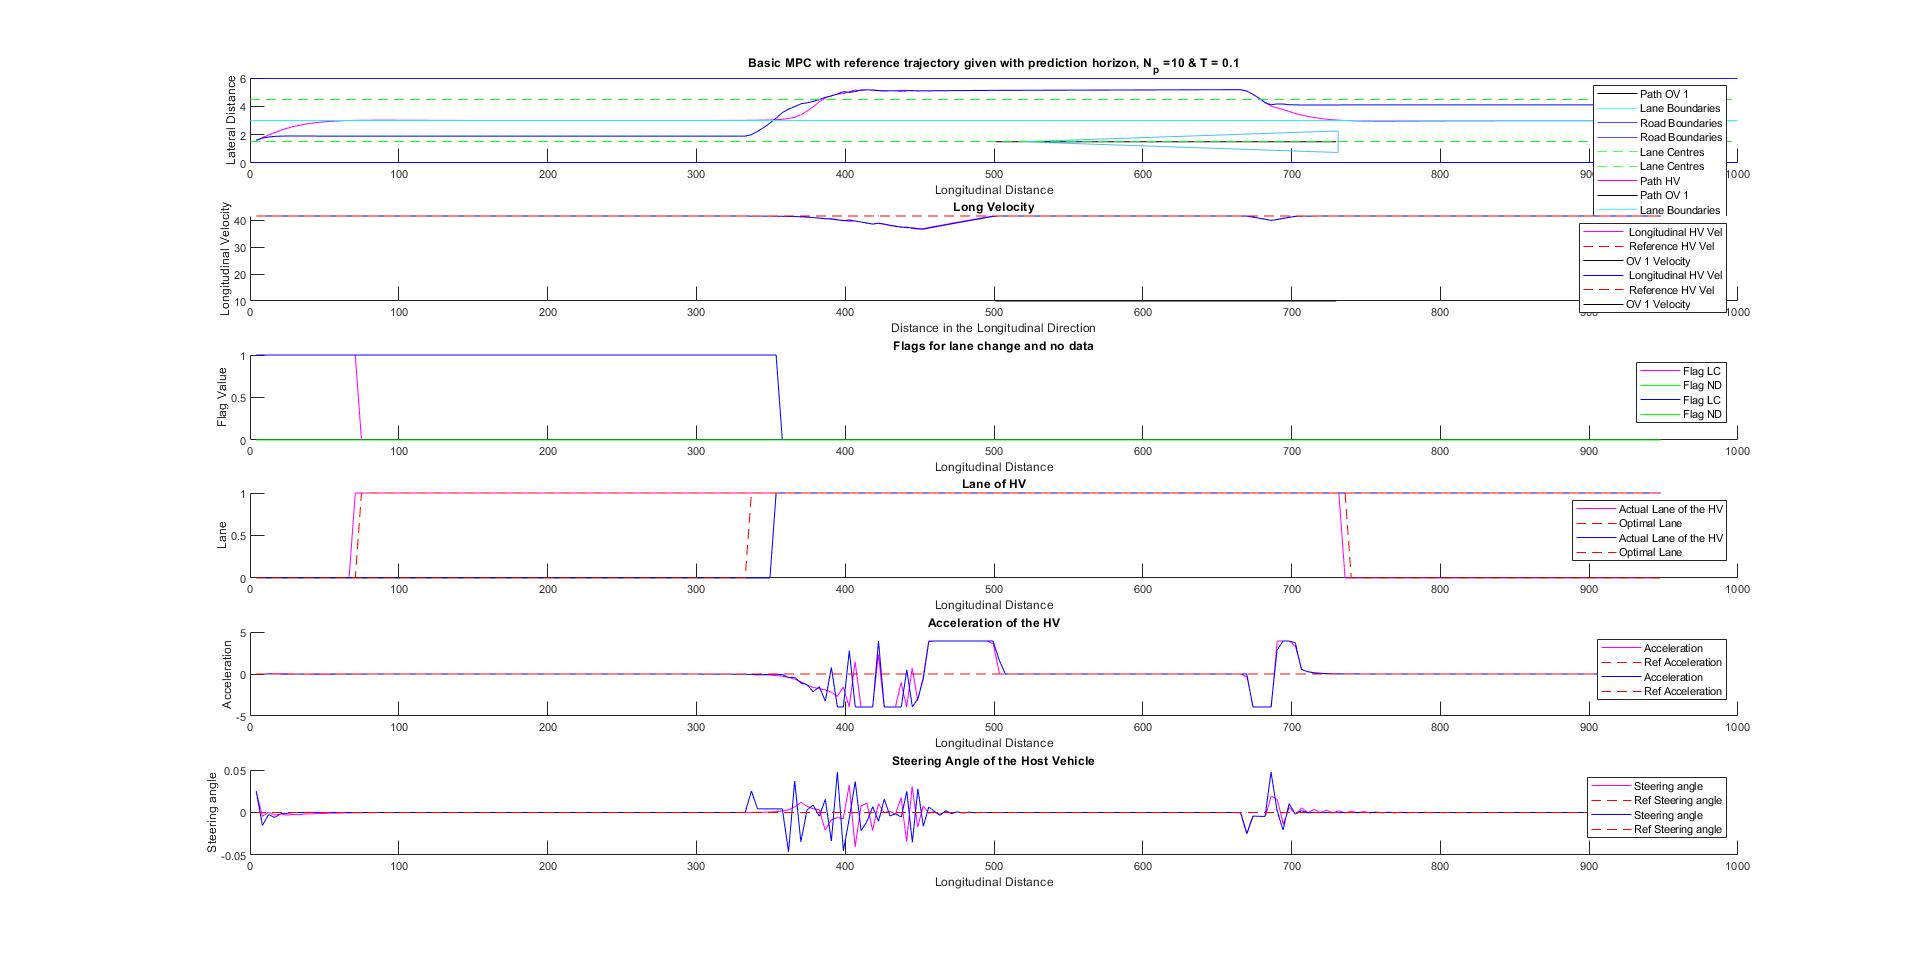 Basic MPC with reference trajectory given with prediction horizon, Np =10 & T = 0.1
Lateral Distance
6
4
2
0
0 100 200 300 400 500 600 700 800 90 1000
Longitudinal Distance
Path OV 1
Lane Boundaries
Road Boundaries
Road Boundaries
Lane Centres
Lane Centres
Path HV
Path OV 1
Lane Boundaries
Long Velocity
Longitudinal Velocity
40
30
20
10
0 100 200 300 400 500 600 700 800 900 1000
Distance in the Longitudinal Direction
Longitudinal HV Vel
Reference HV Vel
OV 1 Velocity
Longitudinal HV Vel
Reference HV Vel
OV 1 Velocity
Flags for lane change and no data
Flag Value
1
0.5
0
0 100 200 300 400 500 600 700 800 900 1000
Longitudinal Distance
Flag LC
Flag ND
Flag LC
Flag ND
Lane of HV
Lane
1
0.5
0
0 100 200 300 400 500 600 700 800 900 1000
Longitudinal Distance
Actual Lane of the HV
Optimal Lane
Actual Lane of the HV
Optimal Lane
Acceleration of the HV
Acceleration
5
0
-5
0 100 200 300 400 500 600 700 800 900 1000
Longitudinal Distance
Acceleration
Ref Acceleration
Acceleration
Ref Acceleration
Steering Angle of the Host Vehicle
Steering angle
0.05
0
-0.05
0 100 200 300 400 500 600 700 800 900 1000
Longitudinal Distance
Steering angle
Ref Steering angle
Steering angle
Ref Steering angle